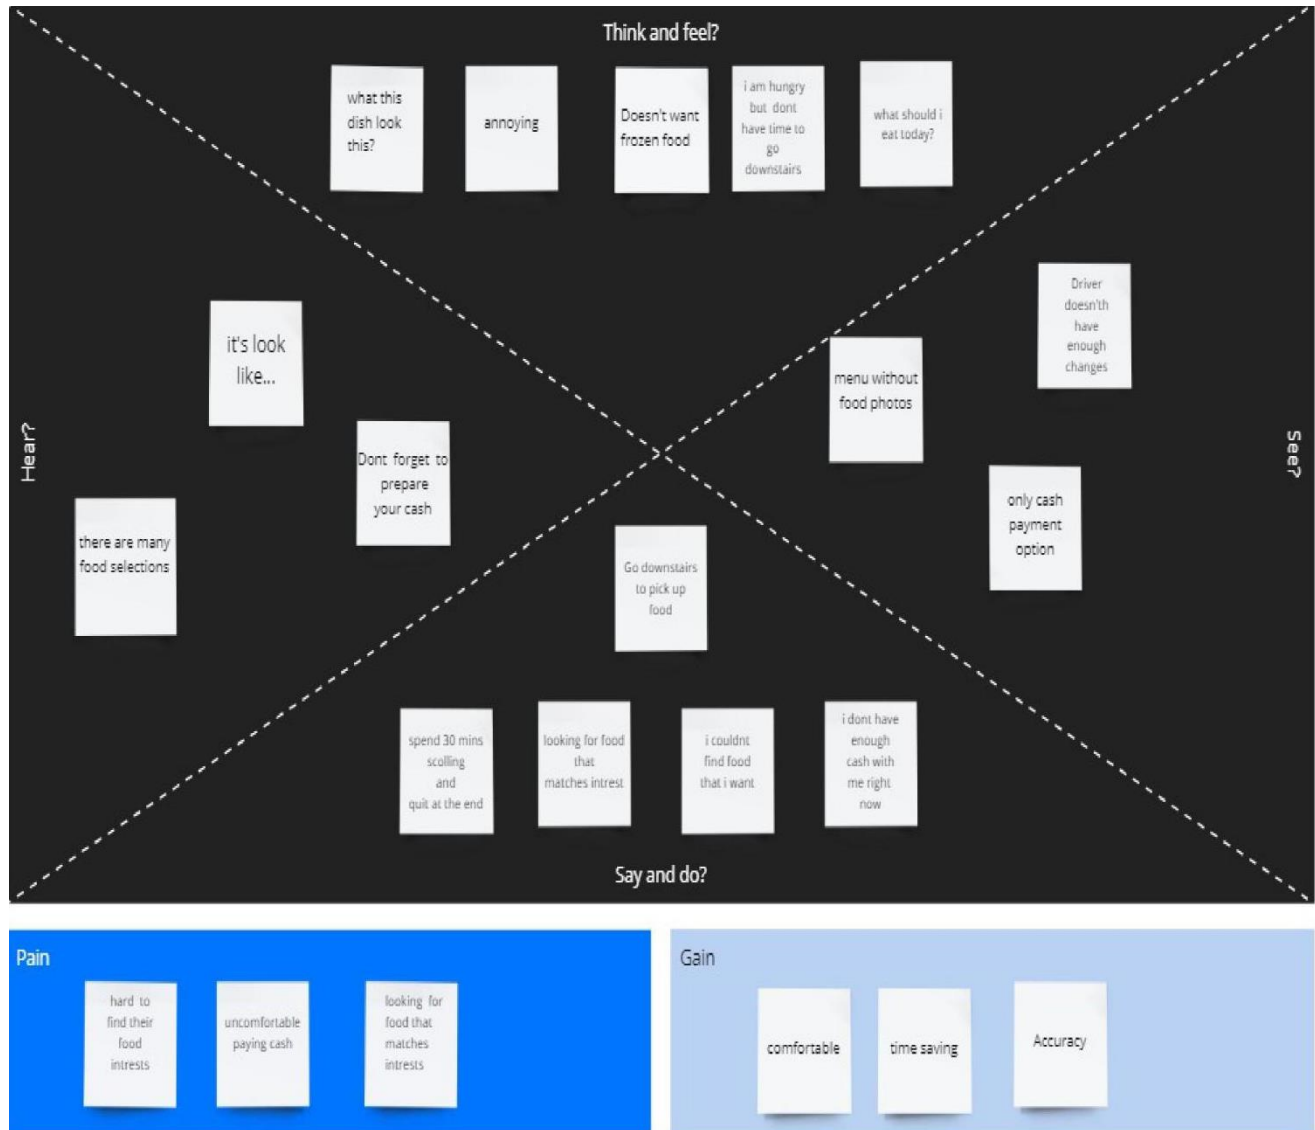 Think and feel?
what this
dish look
this?
annoying
Doesn't want
frozen food
i am hungry
but dont
have time to
go
downstairs
what should i
eat today?
Hear?
it's look
like...
Dont forget to
prepare
your cash
there are many
food selections
See?
Driver
doesn'th
have
enough
changes
menu without
food photos
only cash
payment
option
Go downstairs
to pick up
food
spend 30 mins
scolling
and
quit at the end
looking for food
that
matches intrest
i couldnt
find food
that i want
i dont have
enough
cash with
me right
now
Say and do?
Pain
hard to
find their
food
intrests
uncomfortable
paying cash
looking for
food that
matches
intrests
Gain
comfortable
time saving
Accuracy